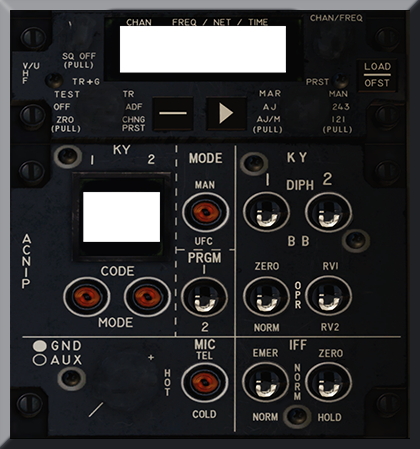 CHAN FREQ / NET / TIME CHAN/FREQ
SQ OFF
(PULL)
V/U
HF
TR+G
PRST
LOAD
OFST
TEST
OFF
ZRO
(PULL)
TR
ADF
CHNG
PRST
MAR
AJ
AJ/M
(PULL)
MAN
243
121
(PULL)
KY
1 2
MODE
MAN
UFC
KY
1 DIPH 2
BB
ACNIP
PRGM
1
2
CODE
MODE
ZERO
NORM
OPR
RV1
RV2
GND
AUX
+
HOT
MIC
TEL
COLD
IFF
EMER
NORM
NORM
ZERO
HOLD